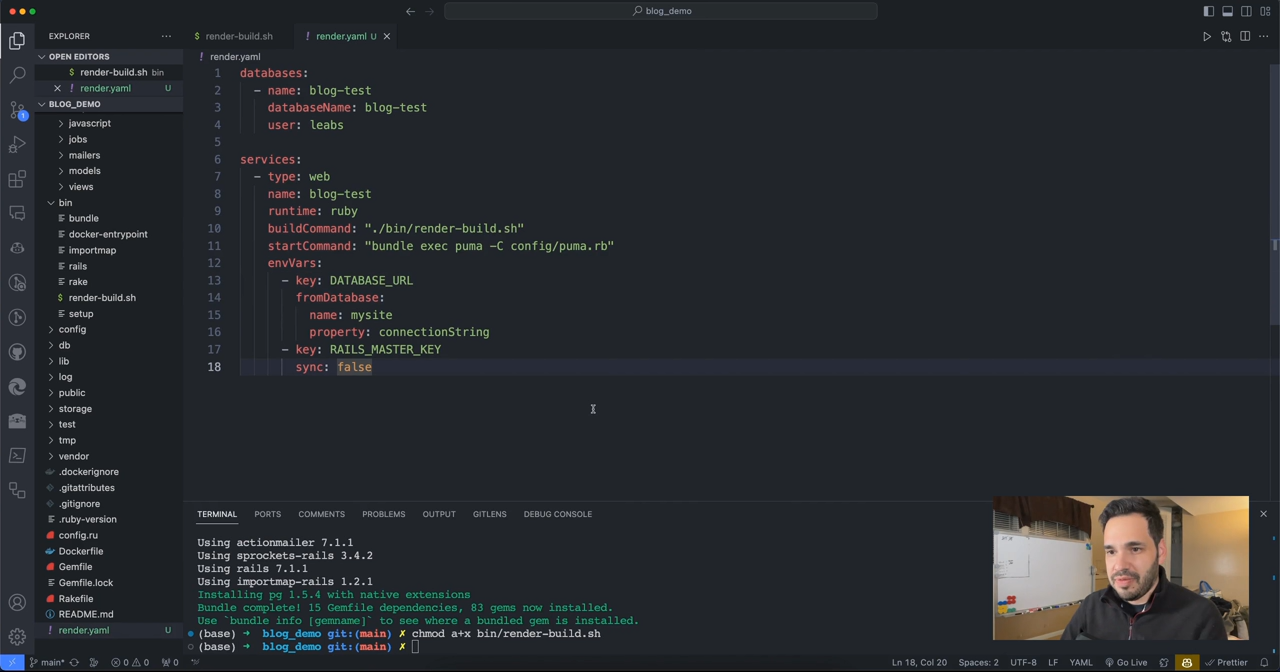 blog_demo
EXPLORER
OPEN EDITORS
$ render-build.sh bin
! render.yaml U
BLOG_DEMO
javascript
jobs
mailers
models
views
bin
bundle
docker-entrypoint
importmap
rails
rake
$ render-build.sh
setup
config
db
lib
log
public
storage
test
tmp
vendor
.dockerignore
.gitattributes
.gitignore
.ruby-version
config.ru
Dockerfile
Gemfile
Gemfile.lock
Rakefile
README.md
! render.yaml U
1
$ render-build.sh
! render.yaml U
! render.yaml
1 databases:
2 - name: blog-test
3 databaseName: blog-test
4 user: leabs
5
6 services:
7 - type: web
8 name: blog-test
9 runtime: ruby
10 buildCommand: "./bin/render-build.sh"
11 startCommand: "bundle exec puma -C config/puma.rb"
12 envVars:
13 - key: DATABASE_URL
14 fromDatabase:
15 name: mysite
16 property: connectionString
17 - key: RAILS_MASTER_KEY
18 sync: false
TERMINAL PORTS COMMENTS PROBLEMS OUTPUT GITLENS DEBUG CONSOLE
Using actionmailer 7.1.1
Using sprockets-rails 3.4.2
Using rails 7.1.1
Using importmap-rails 1.2.1
Installing pg 1.5.4 with native extensions
Bundle complete! 15 Gemfile dependencies, 83 gems now installed.
Use `bundle info [gemname]` to see where a bundled gem is installed.
(base) ➜ blog_demo git:(main) ✗ chmod a+x bin/render-build.sh
(base) ➜ blog_demo git:(main) ✗
main* 0 0 0 Ln 18, Col 20 Spaces: 2 UTF-8 LF YAML Go Live Prettier